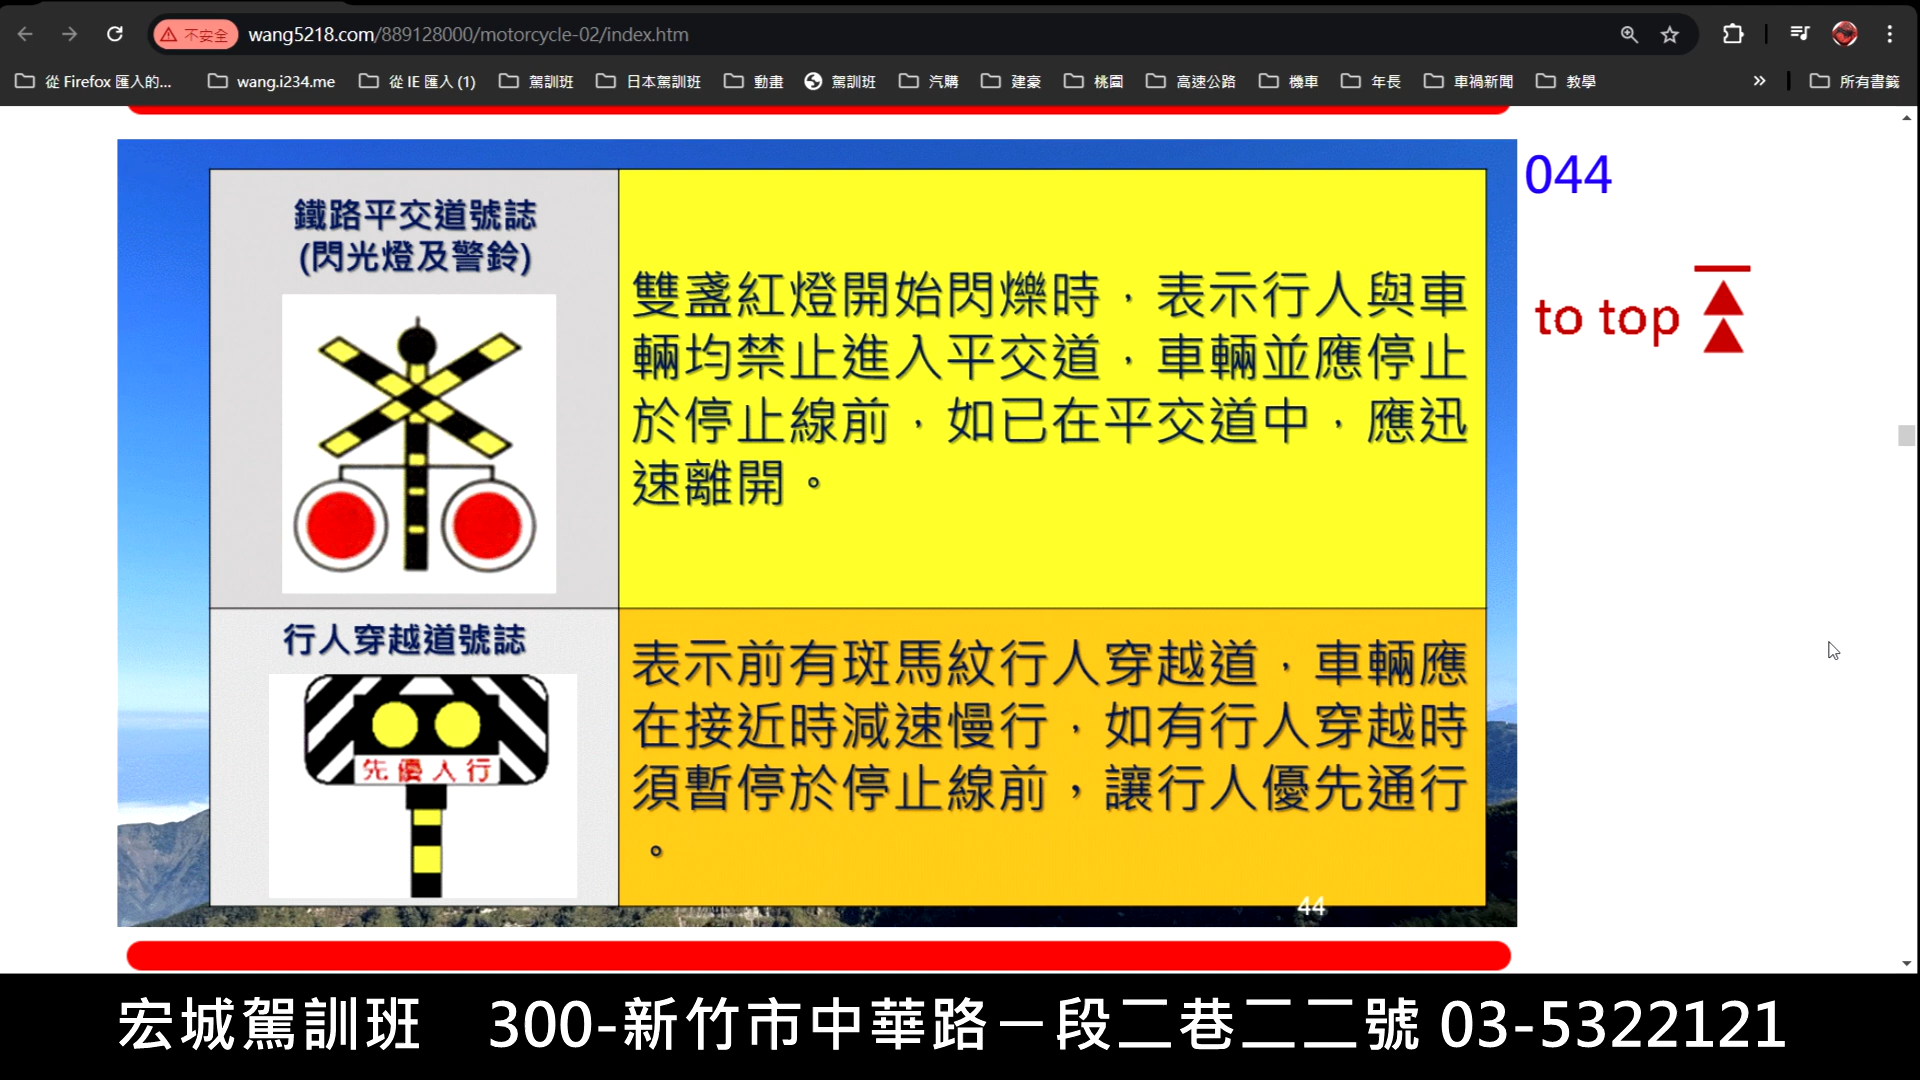 不安全 wang5218.com/889128000/motorcycle-02/index.htm
從 Firefox 匯入的... wang.i234.me 從 IE 匯入 (1) 駕訓班 日本駕訓班 動畫 駕訓班 汽購 建豪 桃園 高速公路 機車 年長 車禍新聞 教學 » 所有書籤
044
to top
鐵路平交道號誌
(閃光燈及警鈴)
雙盞紅燈開始閃爍時，表示行人與車
輛均禁止進入平交道，車輛並應停止
於停止線前，如已在平交道中，應迅
速離開。
行人穿越道號誌
先優人行
表示前有斑馬紋行人穿越道，車輛應
在接近時減速慢行，如有行人穿越時
須暫停於停止線前，讓行人優先通行
。
44
宏城駕訓班 300-新竹市中華路一段二巷二二號 03-5322121